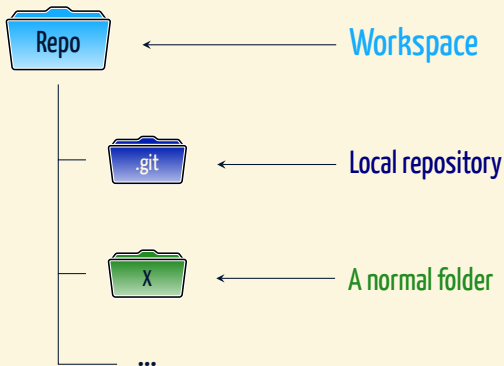 Repo
Workspace
.git
Local repository
X
A normal folder
...